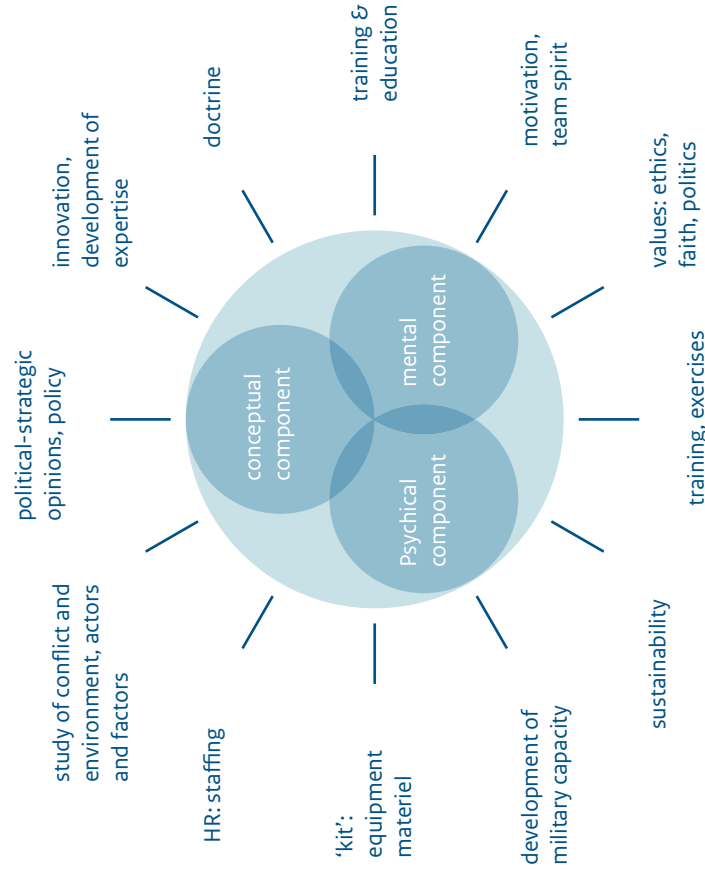 political-strategic
opinions, policy
study of conflict and
environment, actors
and factors
innovation,
development of
expertise
HR: staffing
doctrine
conceptual
component
'kit':
equipment
materiel
training &
education
Psychical
component
mental
component
development of
military capacity
motivation,
team spirit
sustainability
values: ethics,
faith, politics
training, exercises